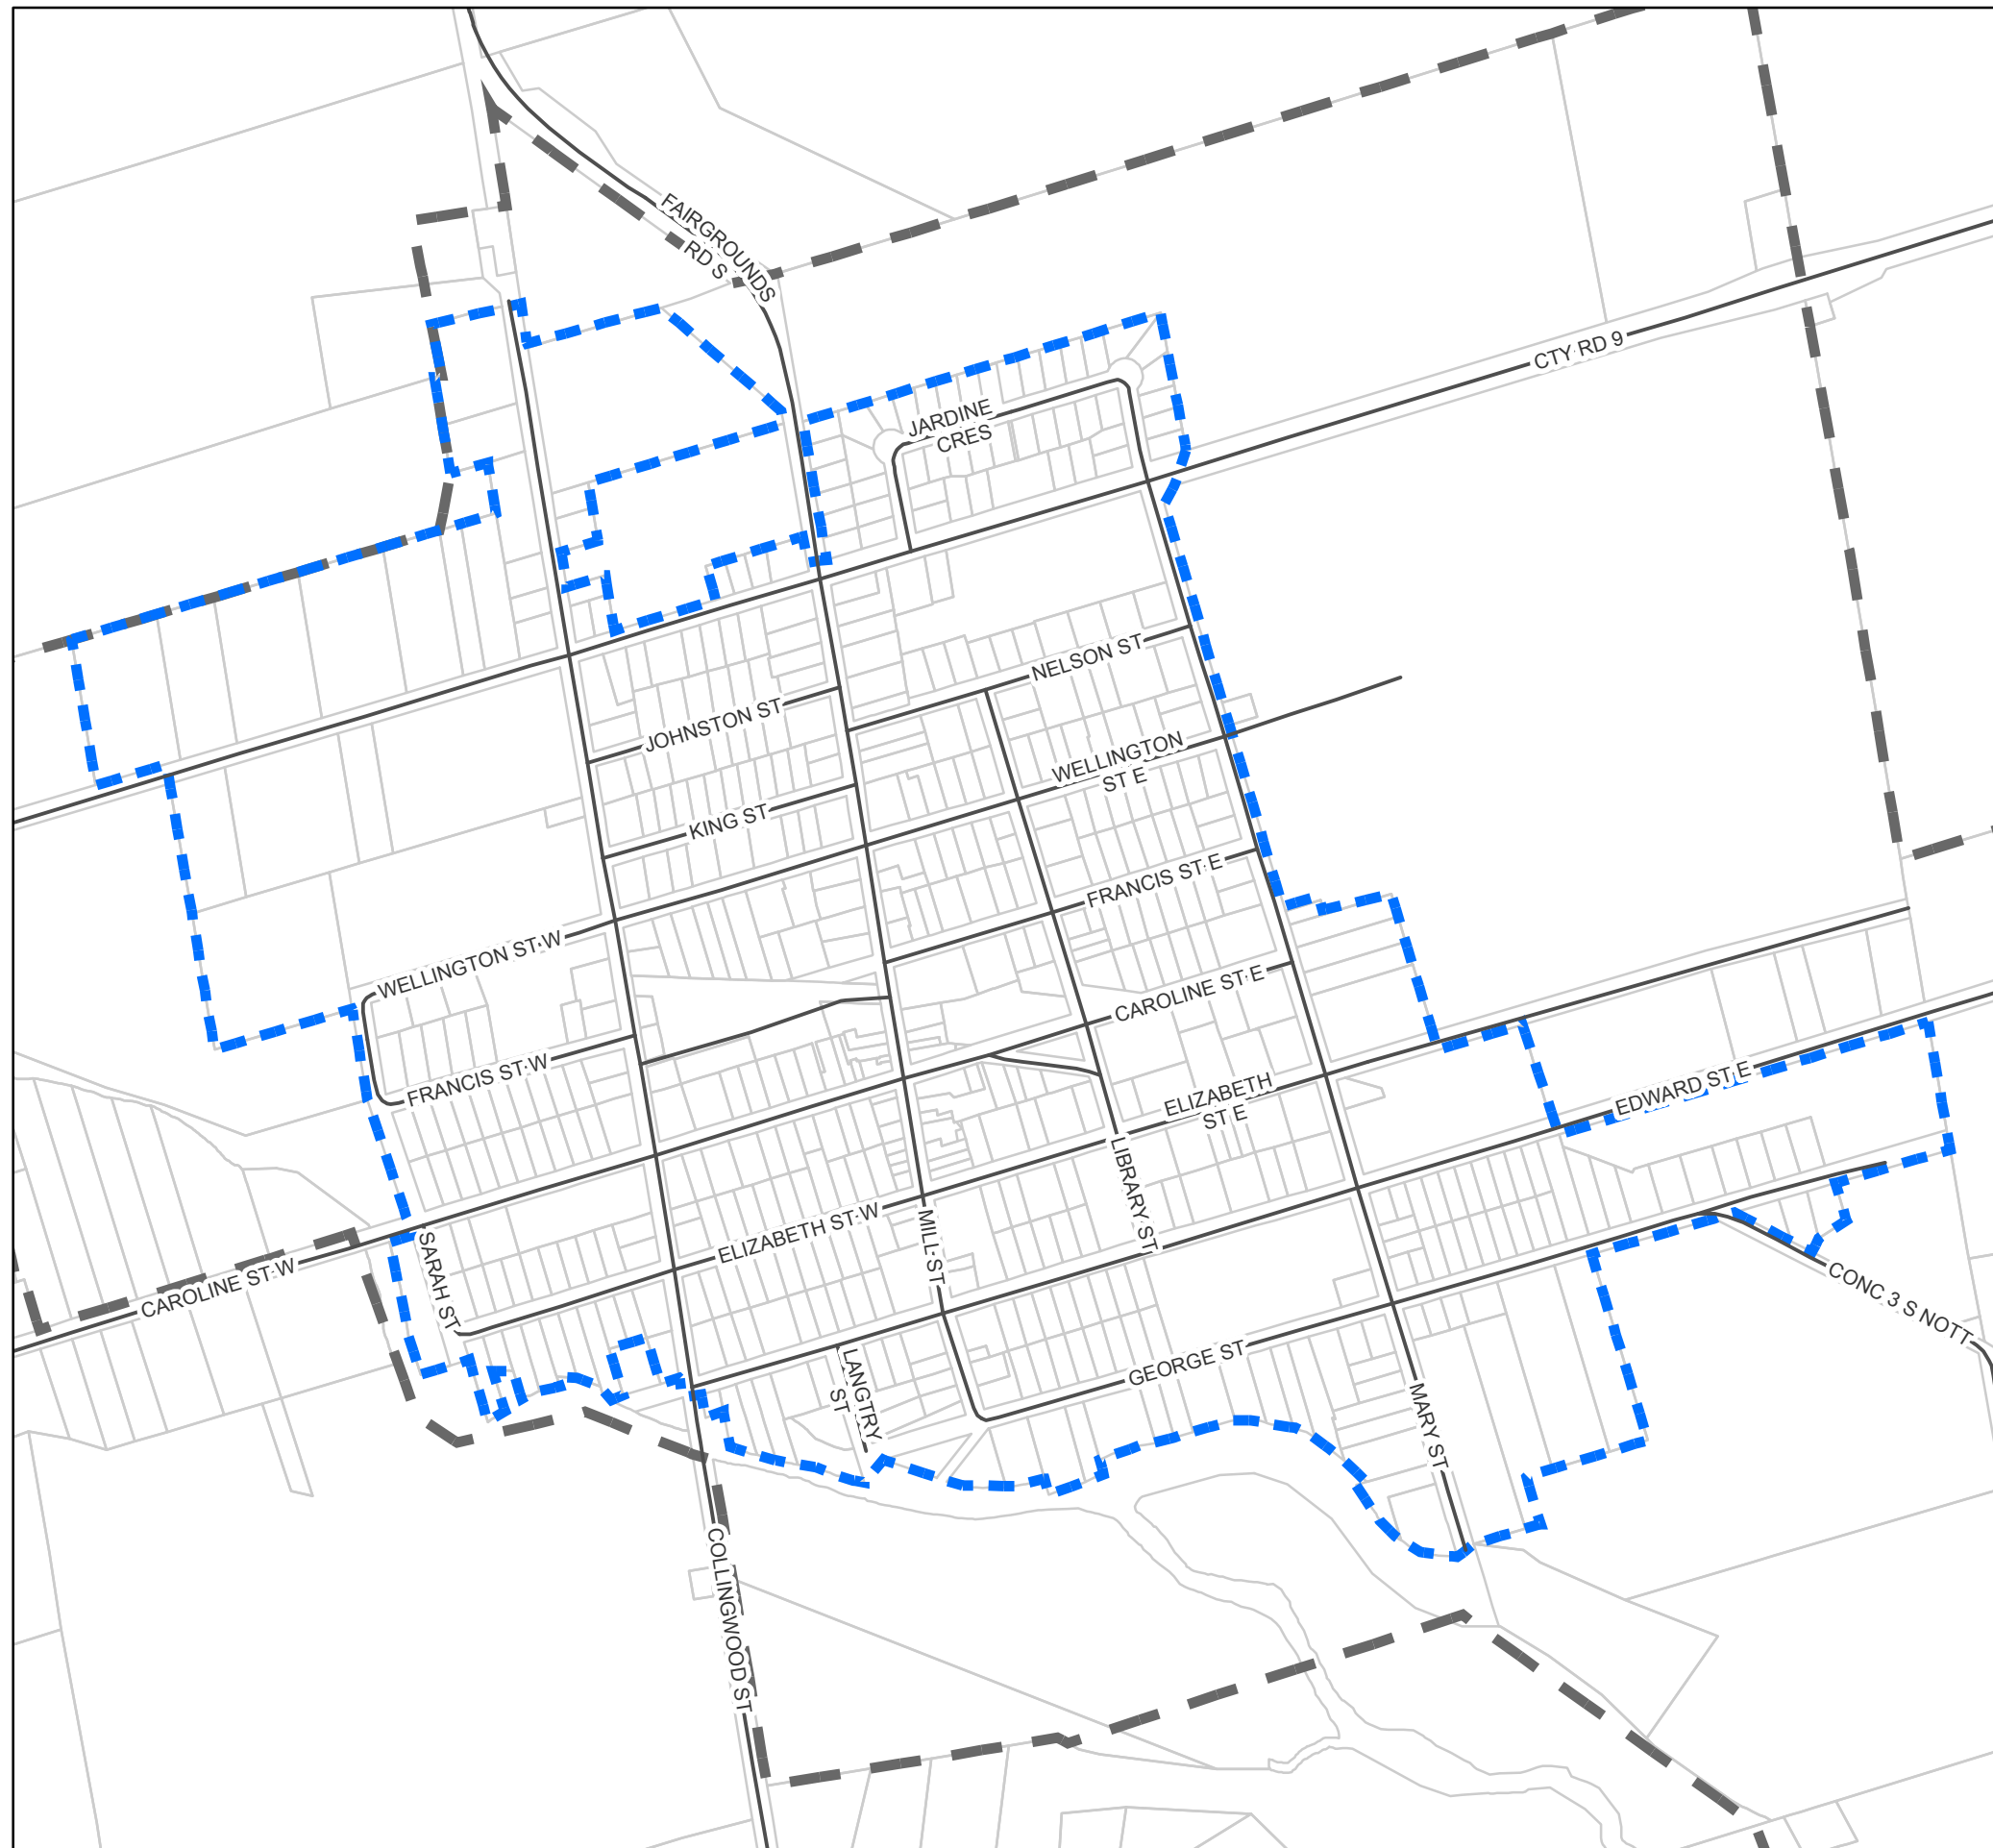 FAIRGROUNDS
RD S
CTY RD 9
JARDINE
CRES
NELSON ST
JOHNSTON ST
WELLINGTON
ST E
KING ST
FRANCIS ST E
WELLINGTON ST W
CAROLINE ST E
FRANCIS ST W
ELIZABETH
ST E
EDWARD ST E
LIBRARY ST
ELIZABETH ST W
MILL ST
SARAH ST
CAROLINE ST W
CONC 3 S NOTT
GEORGE ST
LANGTRY
ST
MARY ST
COLLINGWOOD ST